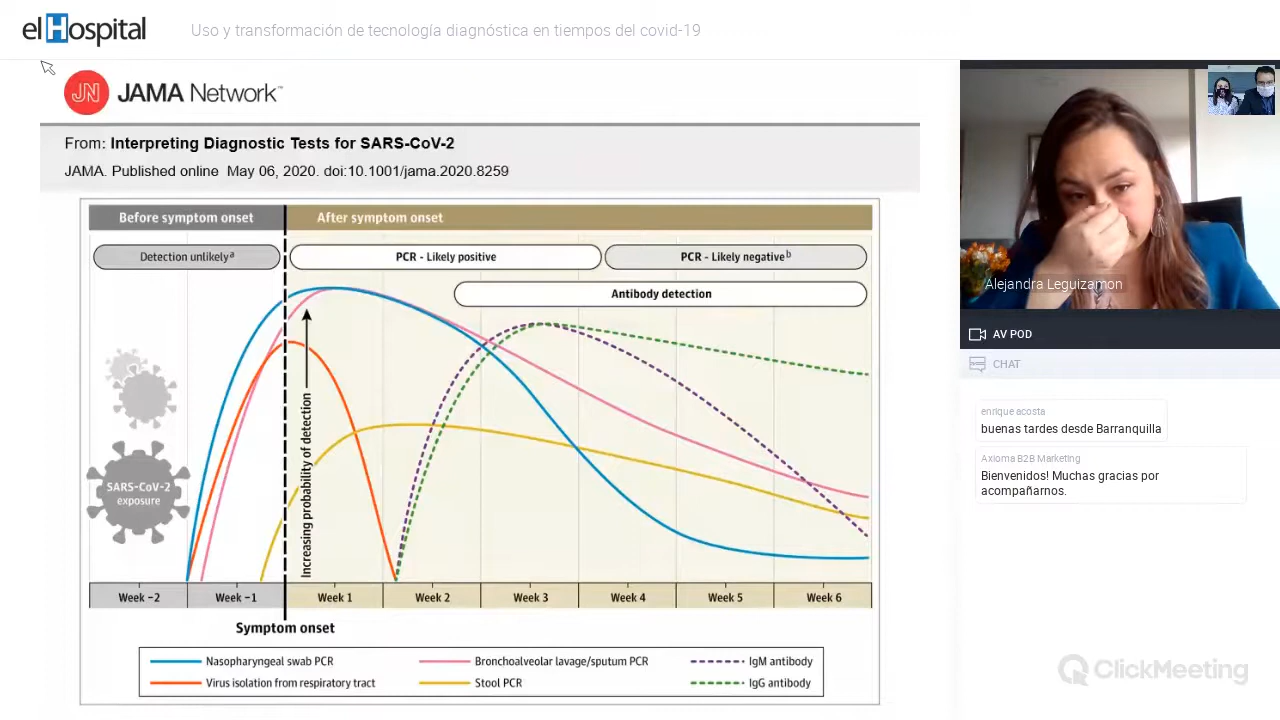 elHospital
Uso y transformación de tecnología diagnóstica en tiempos del covid-19
JN JAMA Network™
From: Interpreting Diagnostic Tests for SARS-CoV-2
JAMA. Published online May 06, 2020. doi:10.1001/jama.2020.8259
Before symptom onset
After symptom onset
Detection unlikelyᵃ
PCR - Likely positive
PCR - Likely negativeᵇ
Antibody detection
Increasing probability of detection
SARS-CoV-2
exposure
Week −2
Week −1
Week 1
Week 2
Week 3
Week 4
Week 5
Week 6
Symptom onset
Nasopharyngeal swab PCR
Virus isolation from respiratory tract
Bronchoalveolar lavage/sputum PCR
Stool PCR
IgM antibody
IgG antibody
Alejandra Leguizamon
AV POD
CHAT
enrique acosta
buenas tardes desde Barranquilla
Axioma B2B Marketing
Bienvenidos! Muchas gracias por
acompañarnos.
ClickMeeting